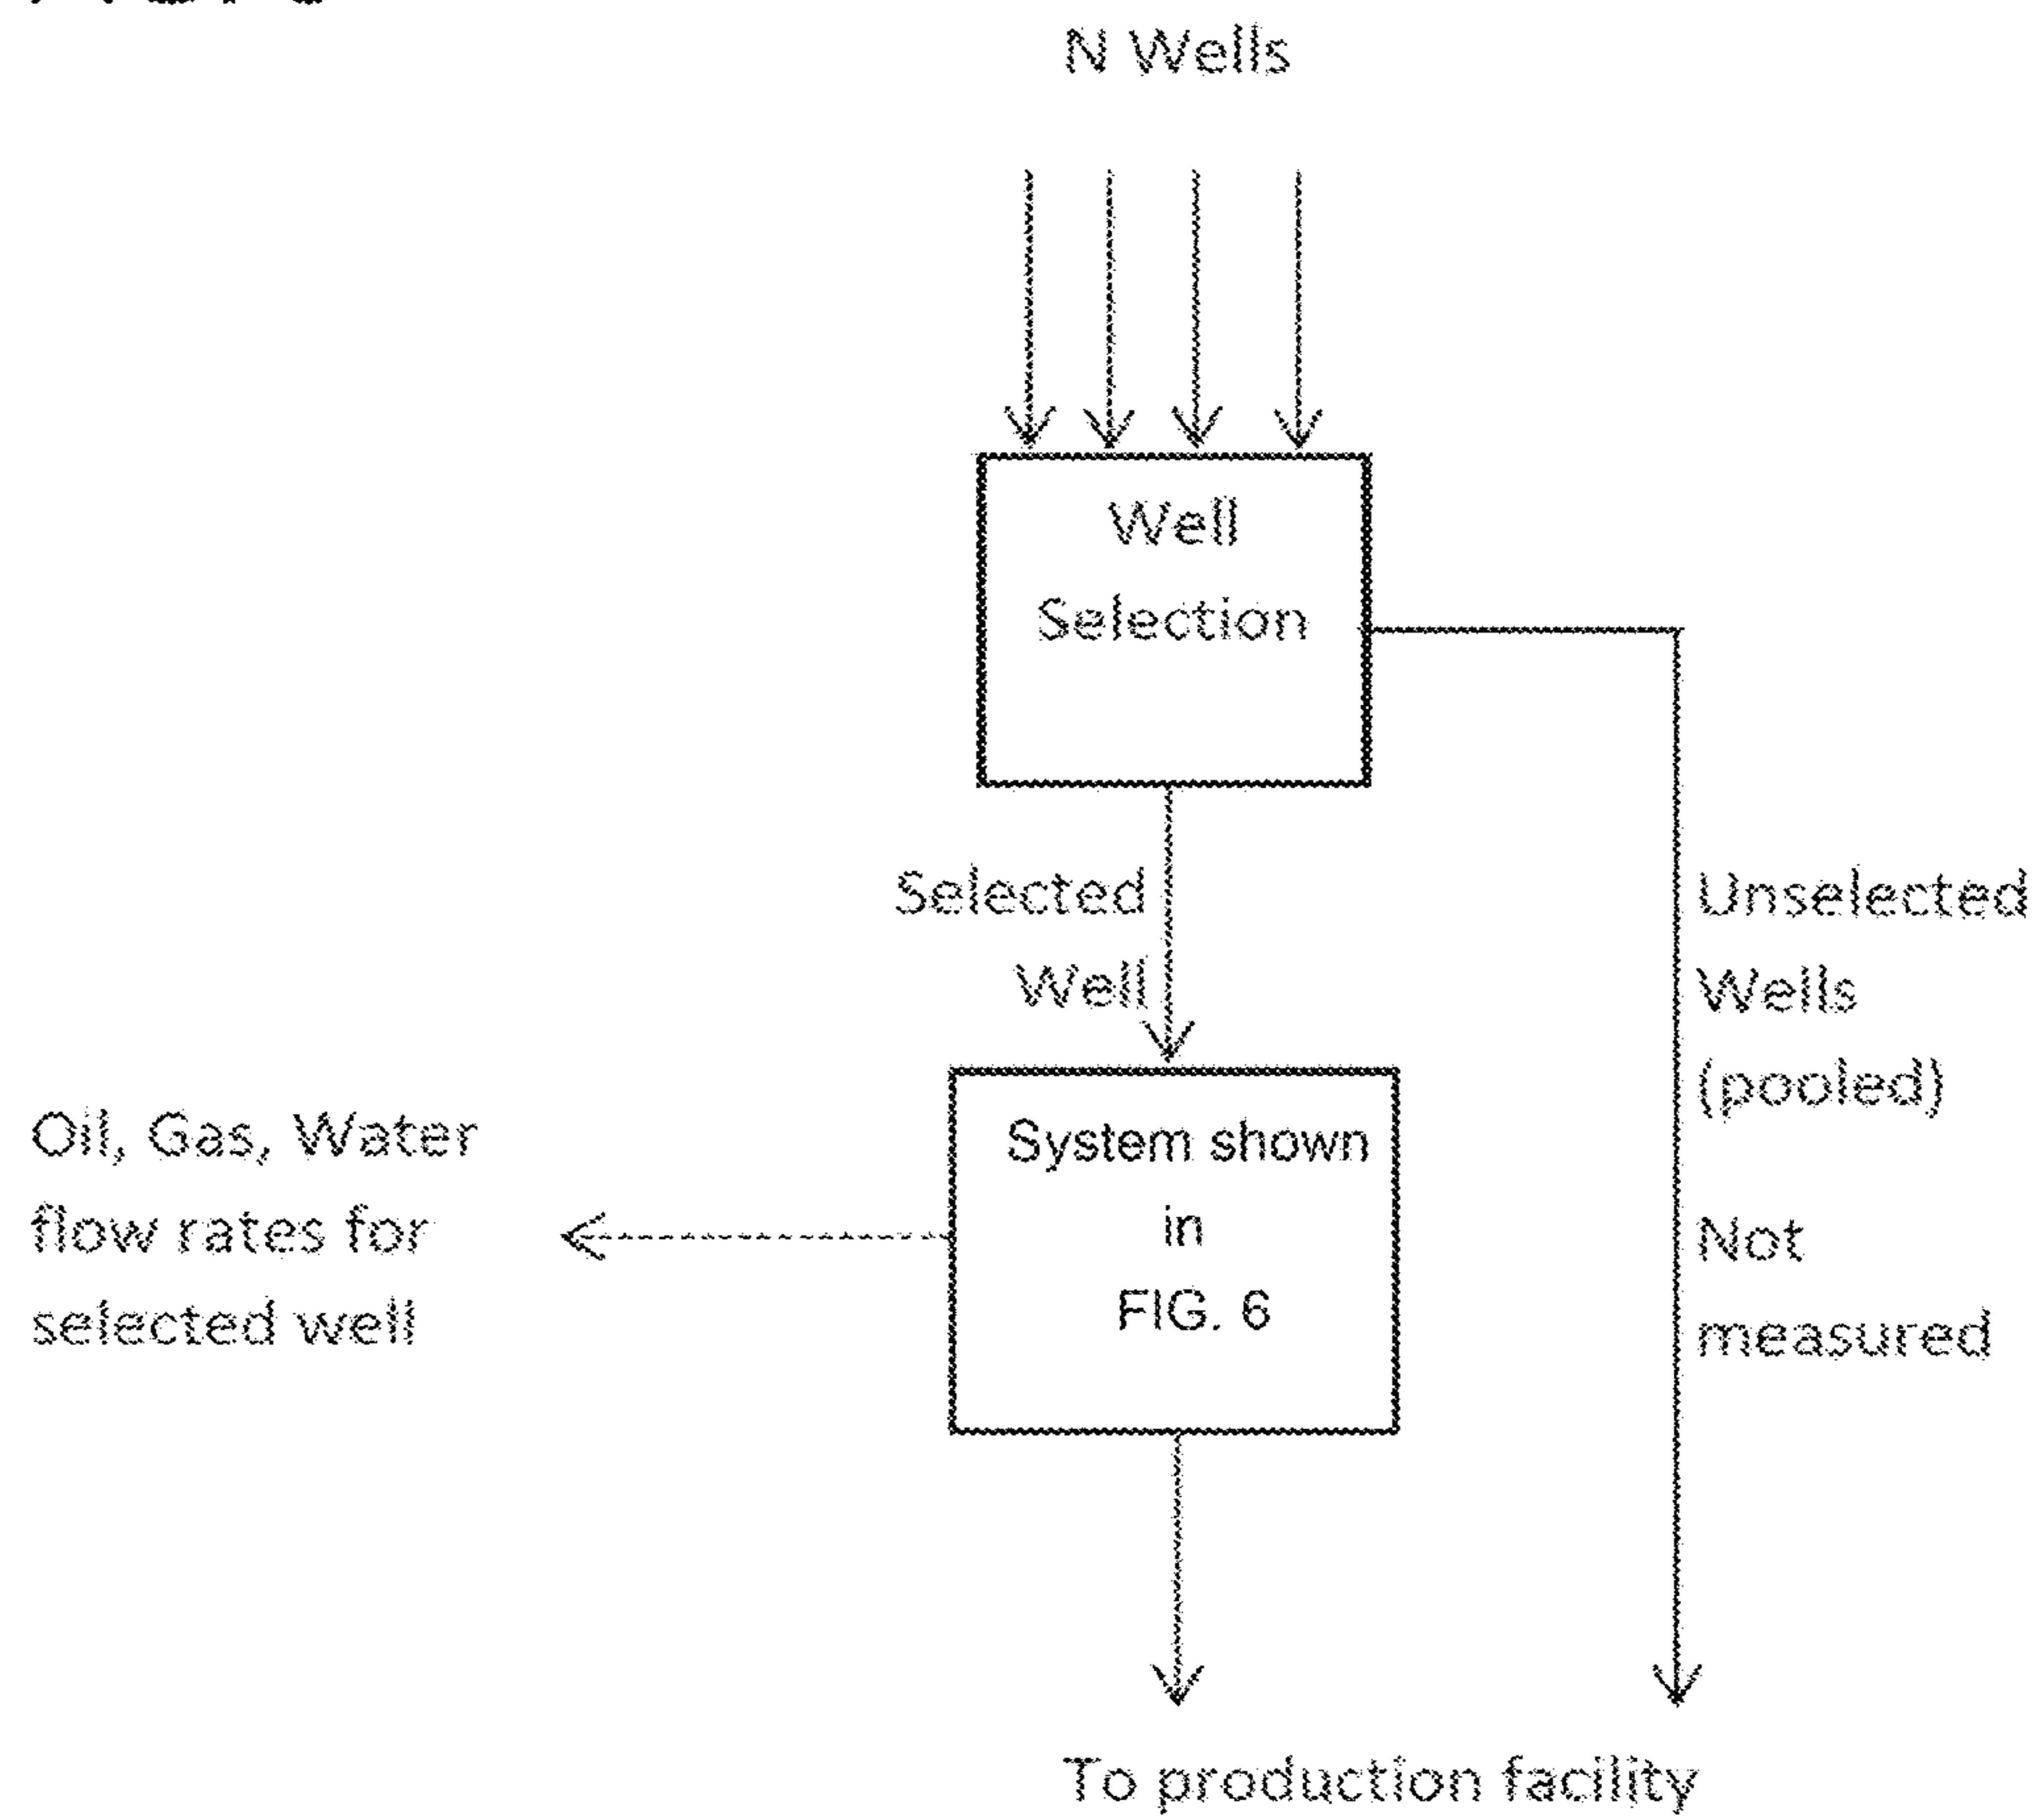 N Wells
Well
Selection
Selected
Well
Unselected
Wells
(pooled)
Not
measured
Oil, Gas, Water
flow rates for
selected well
System shown
in
FIG. 6
To production facility